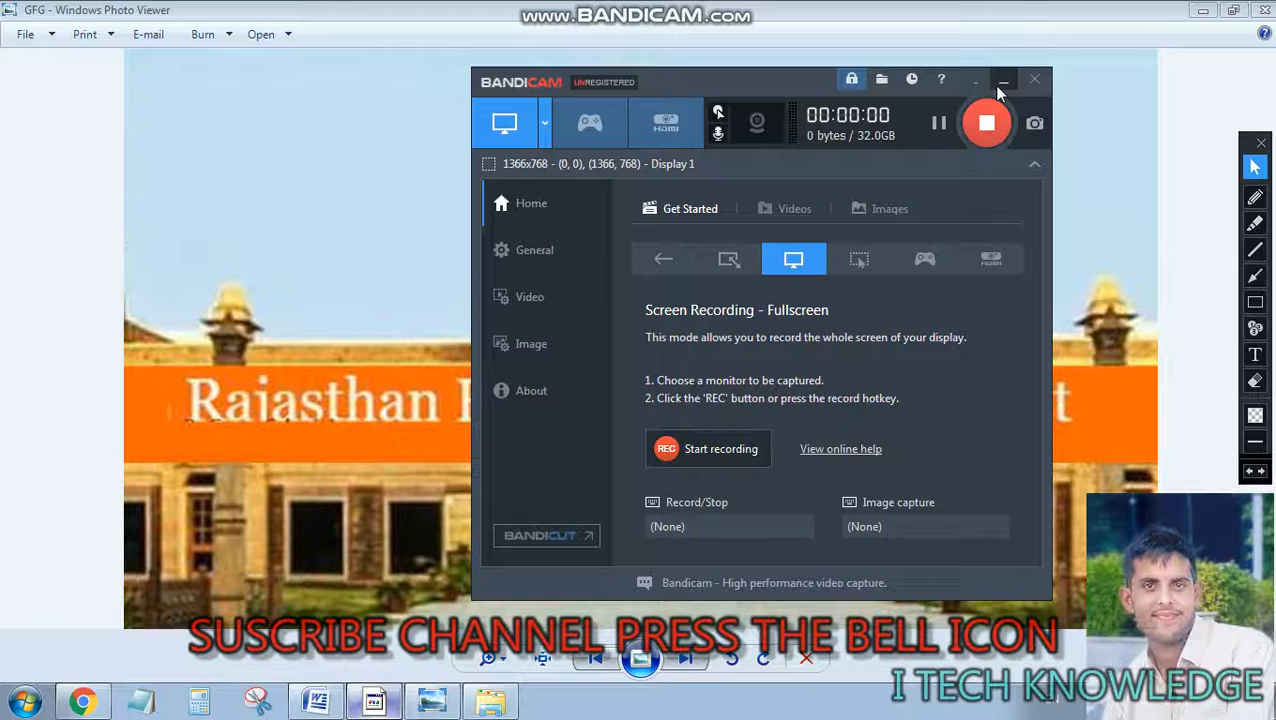 GFG - Windows Photo Viewer
www.BANDICAM.com
File Print E-mail Burn Open
BANDICAM UNREGISTERED
HDMI
00:00:00
0 bytes / 32.0GB
1366x768 - (0, 0), (1366, 768) - Display 1
Home
General
Video
Image
About
BANDICUT
Get Started Videos Images
HDMI
Screen Recording - Fullscreen
This mode allows you to record the whole screen of your display.
1. Choose a monitor to be captured.
2. Click the 'REC' button or press the record hotkey.
REC Start recording View online help
Record/Stop Image capture
(None) (None)
Bandicam - High performance video capture.
Rajasthan
SUSCRIBE CHANNEL PRESS THE BELL ICON
I TECH KNOWLEDGE